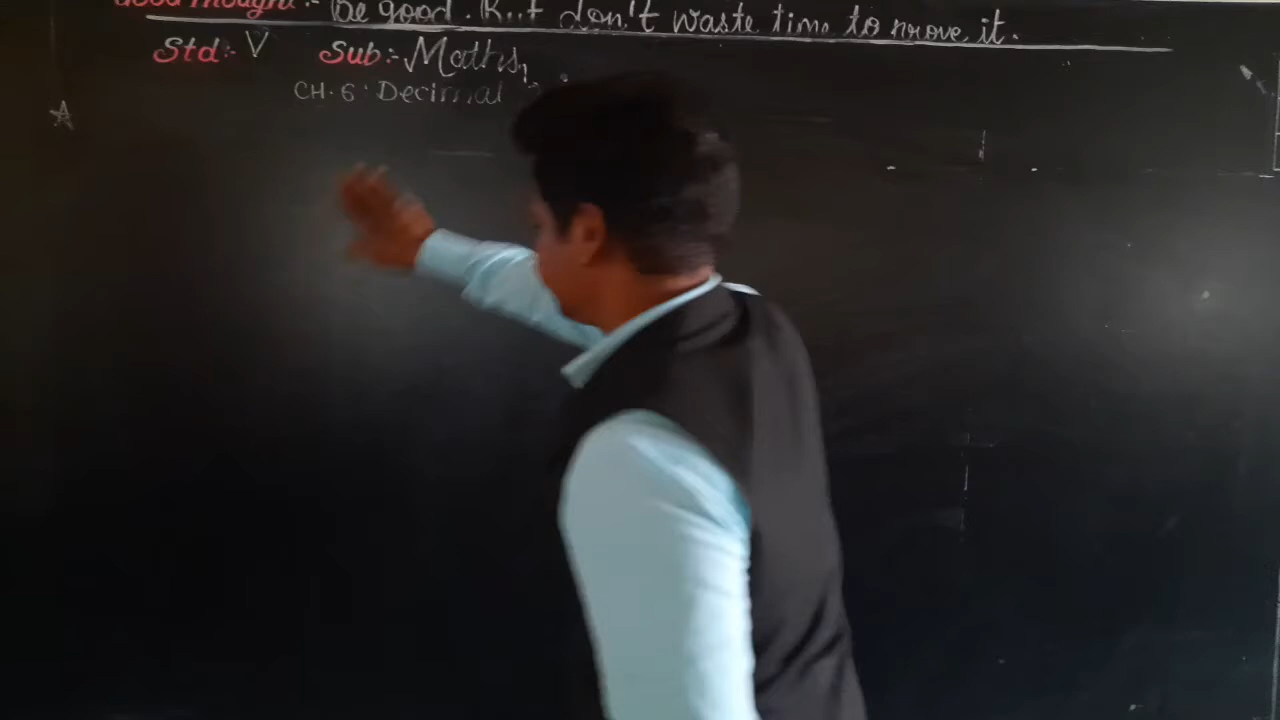 Good Thought :- Be good. But don't waste time to prove it.
Std:- V Sub:- Maths,
CH. 6: Decimal